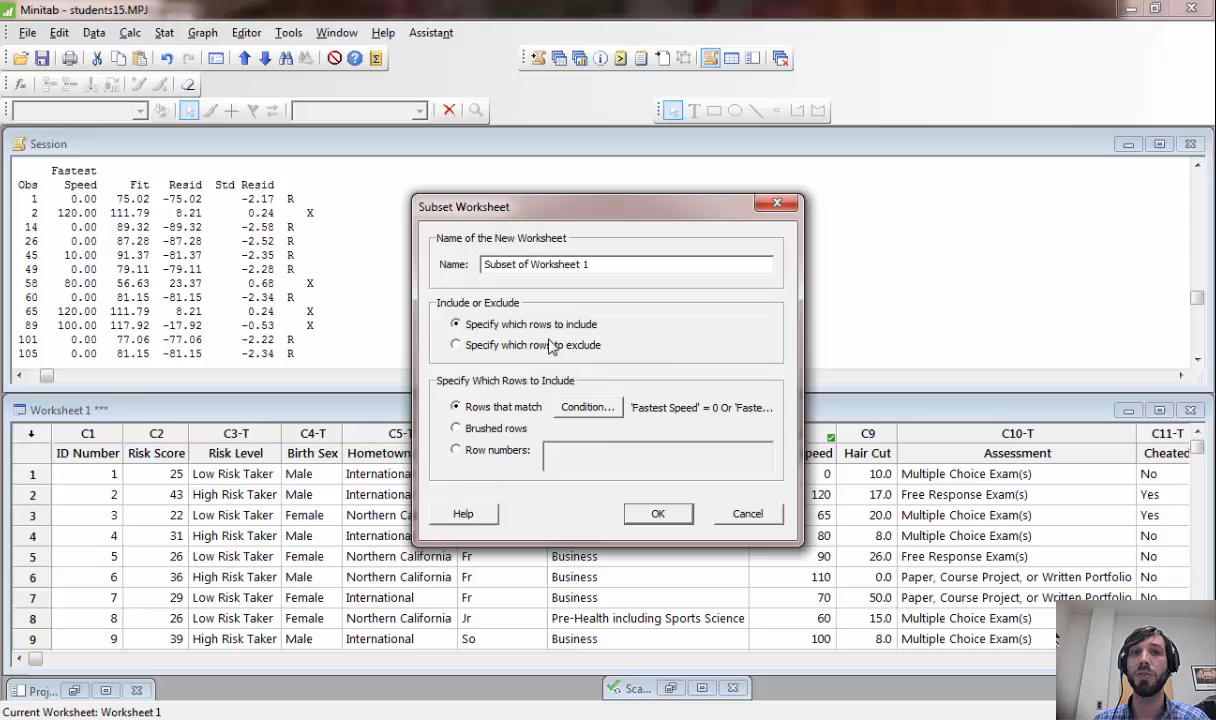 Minitab - students15.MPJ
File Edit Data Calc Stat Graph Editor Tools Window Help Assistant
Session
Fastest
Obs Speed Fit Resid Std Resid
1 0.00 75.02 -75.02 -2.17 R
2 120.00 111.79 8.21 0.24 X
14 0.00 89.32 -89.32 -2.58 R
26 0.00 87.28 -87.28 -2.52 R
45 10.00 91.37 -81.37 -2.35 R
49 0.00 79.11 -79.11 -2.28 R
58 80.00 56.63 23.37 0.68 X
60 0.00 81.15 -81.15 -2.34 R
65 120.00 111.79 8.21 0.24 X
89 100.00 117.92 -17.92 -0.53 X
101 0.00 77.06 -77.06 -2.22 R
105 0.00 81.15 -81.15 -2.34 R
Subset Worksheet
Name of the New Worksheet
Name: Subset of Worksheet 1
Include or Exclude
Specify which rows to include
Specify which rows to exclude
Specify Which Rows to Include
Rows that match Condition... 'Fastest Speed' = 0 Or 'Faste...
Brushed rows
Row numbers:
Help OK Cancel
Worksheet 1 ***
C1 C2 C3-T C4-T C5-T C9 C10-T C11-T
ID Number Risk Score Risk Level Birth Sex Hometown peed Hair Cut Assessment Cheated
1 1 25 Low Risk Taker Male International 0 10.0 Multiple Choice Exam(s) No
2 2 43 High Risk Taker Male International 120 17.0 Free Response Exam(s) Yes
3 3 22 Low Risk Taker Female Northern Ca 65 20.0 Multiple Choice Exam(s) Yes
4 4 31 High Risk Taker Male Northern Ca 80 8.0 Multiple Choice Exam(s) No
5 5 26 Low Risk Taker Female Northern California Fr Business 90 26.0 Free Response Exam(s) No
6 6 36 High Risk Taker Male Northern California Fr Business 110 0.0 Paper, Course Project, or Written Portfolio No
7 7 29 Low Risk Taker Female International Fr Business 70 50.0 Paper, Course Project, or Written Portfolio No
8 8 26 Low Risk Taker Female Northern California Jr Pre-Health including Sports Science 60 15.0 Multiple Choice Exam(s)
9 9 39 High Risk Taker Male International So Business 100 8.0 Multiple Choice Exam(s)
Proj... Sca...
Current Worksheet: Worksheet 1